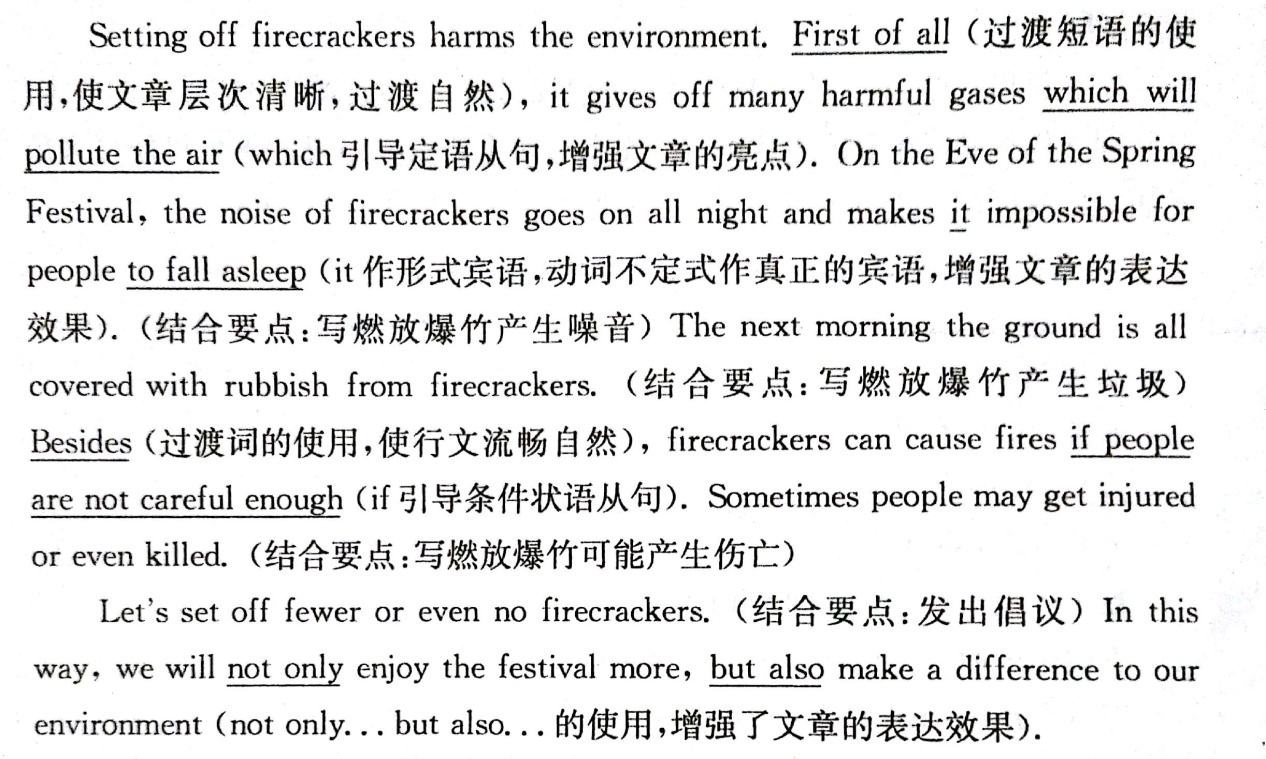 Setting off firecrackers harms the environment. First of all (过渡短语的使
用,使文章层次清晰,过渡自然), it gives off many harmful gases which will
pollute the air (which引导定语从句,增强文章的亮点). On the Eve of the Spring
Festival, the noise of firecrackers goes on all night and makes it impossible for
people to fall asleep (it作形式宾语,动词不定式作真正的宾语,增强文章的表达
效果). (结合要点:写燃放爆竹产生噪音) The next morning the ground is all
covered with rubbish from firecrackers. (结合要点:写燃放爆竹产生垃圾)
Besides (过渡词的使用,使行文流畅自然), firecrackers can cause fires if people
are not careful enough (if引导条件状语从句). Sometimes people may get injured
or even killed. (结合要点:写燃放爆竹可能产生伤亡)
Let's set off fewer or even no firecrackers. (结合要点:发出倡议) In this
way, we will not only enjoy the festival more, but also make a difference to our
environment (not only... but also...的使用,增强了文章的表达效果).